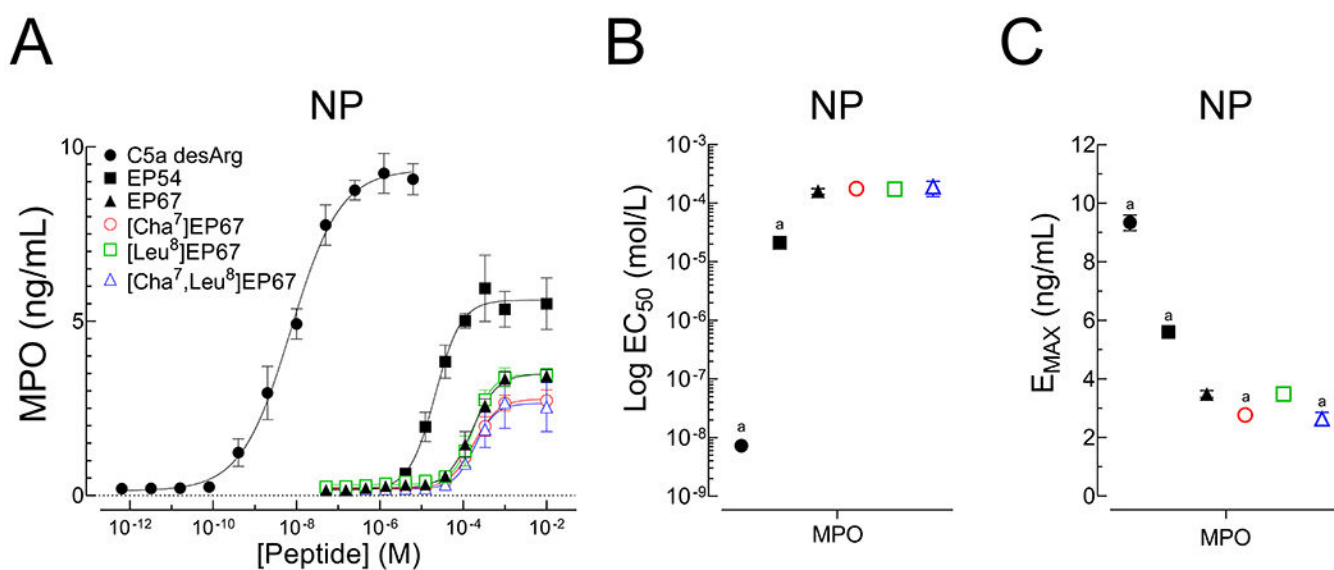 A
NP
MPO (ng/mL)
10
5
0
C5a desArg
EP54
EP67
[Cha⁷]EP67
[Leu⁸]EP67
[Cha⁷,Leu⁸]EP67
10⁻¹² 10⁻¹⁰ 10⁻⁸ 10⁻⁶ 10⁻⁴ 10⁻²
[Peptide] (M)
B
NP
Log EC₅₀ (mol/L)
10⁻³
10⁻⁴
10⁻⁵
10⁻⁶
10⁻⁷
10⁻⁸
10⁻⁹
a
a
MPO
C
NP
E_MAX (ng/mL)
12
10
8
6
4
2
0
a
a
a
a
MPO